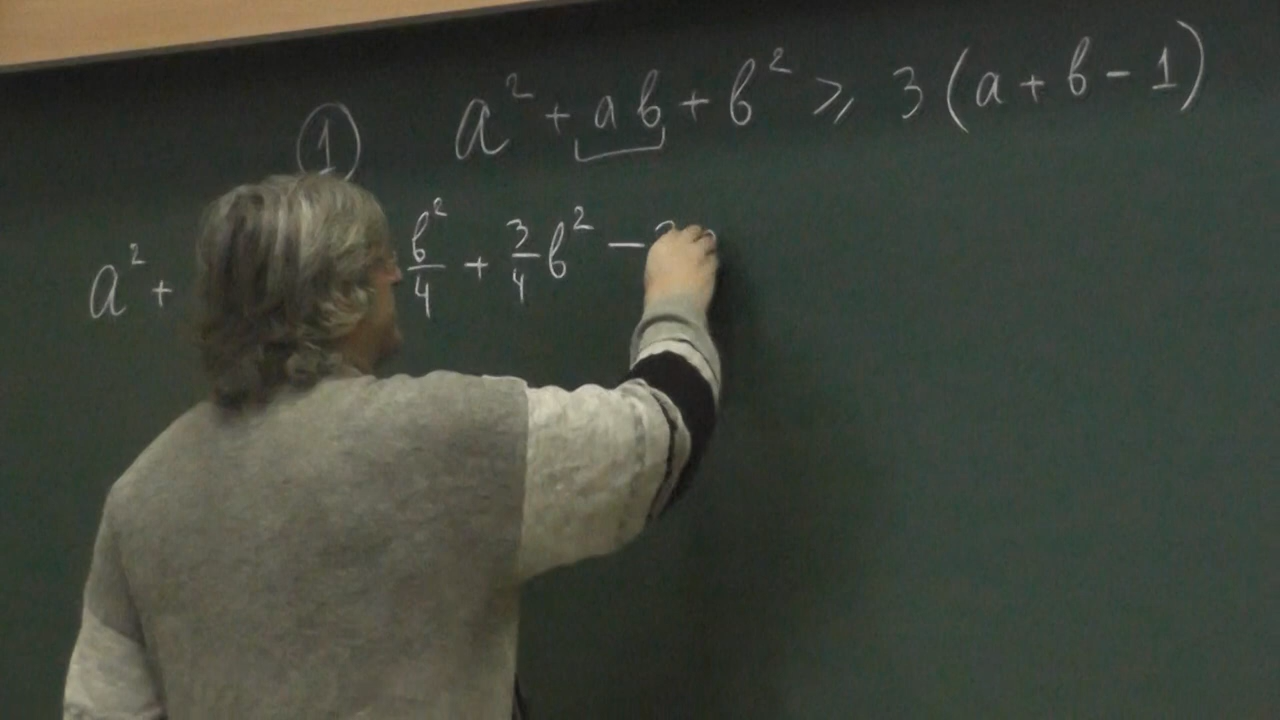 ① a² + ab + b² ⩾ 3(a + b − 1)
a² + b²/4 + 3/4 b² −